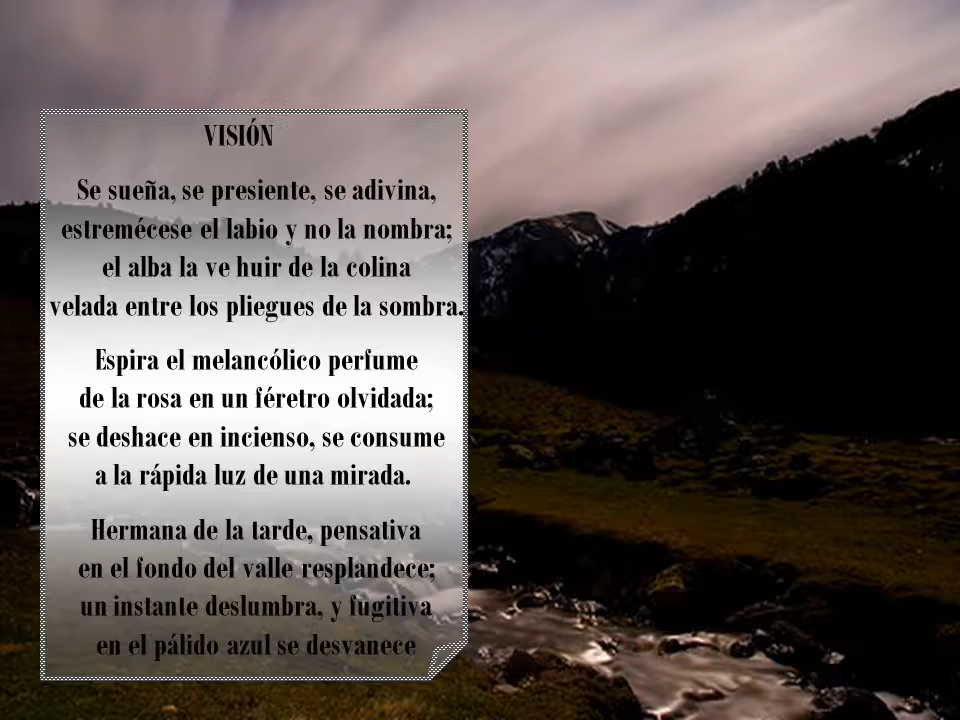 VISIÓN
Se sueña, se presiente, se adivina,
estremécese el labio y no la nombra;
el alba la ve huir de la colina
velada entre los pliegues de la sombra.
Espira el melancólico perfume
de la rosa en un féretro olvidada;
se deshace en incienso, se consume
a la rápida luz de una mirada.
Hermana de la tarde, pensativa
en el fondo del valle resplandece;
un instante deslumbra, y fugitiva
en el pálido azul se desvanece